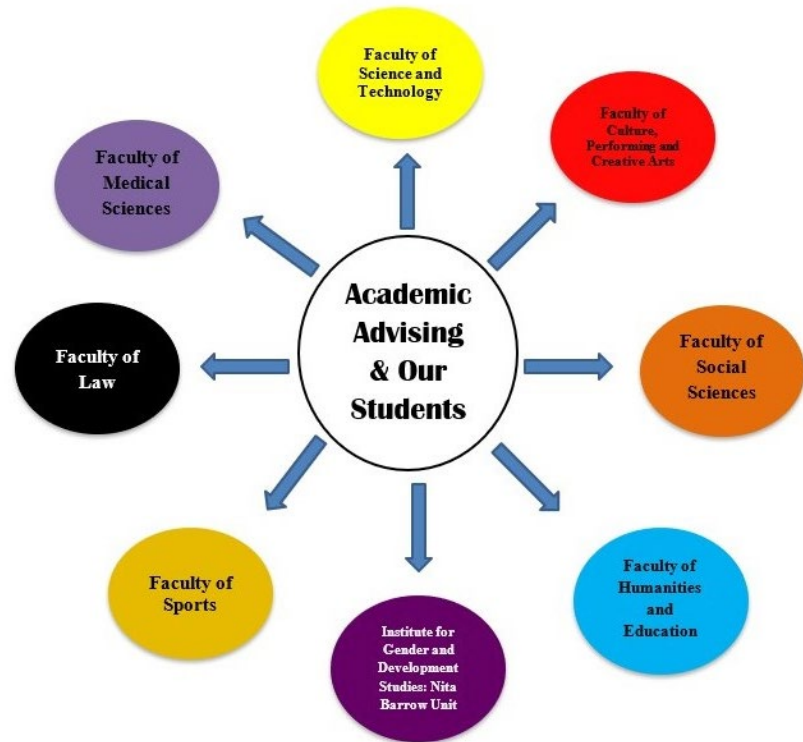 Faculty of
Science and
Technology
Faculty of
Culture,
Performing and
Creative Arts
Faculty of
Medical
Sciences
Academic
Advising
& Our
Students
Faculty of
Law
Faculty of
Social
Sciences
Faculty of
Sports
Faculty of
Humanities
and
Education
Institute for
Gender and
Development
Studies: Nita
Barrow Unit